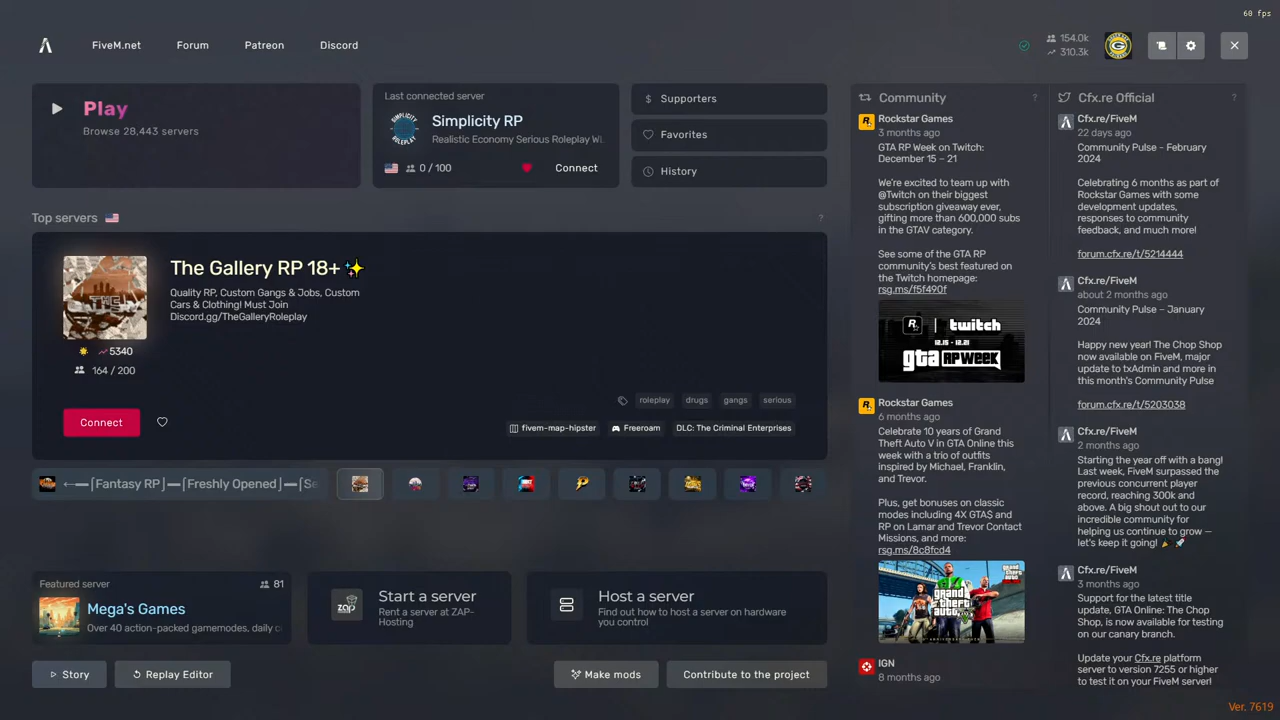 60 fps
FiveM.net
Forum
Patreon
Discord
154.0k
310.3k
Play
Browse 28,443 servers
Last connected server
Simplicity RP
Realistic Economy Serious Roleplay Wi
0 / 100
Connect
$ Supporters
Favorites
History
Top servers
?
The Gallery RP 18+
Quality RP, Custom Gangs & Jobs, Custom
Cars & Clothing! Must Join
Discord.gg/TheGalleryRoleplay
5340
164 / 200
Connect
roleplay
drugs
gangs
serious
fivem-map-hipster
Freeroam
DLC: The Criminal Enterprises
←—⌈Fantasy RP⌋—⌈Freshly Opened⌋—⌈Se
Featured server
81
Mega's Games
Over 40 action-packed gamemodes, daily c
ZAP
Start a server
Rent a server at ZAP-
Hosting
Host a server
Find out how to host a server on hardware
you control
Story
Replay Editor
Make mods
Contribute to the project
Community
?
Rockstar Games
3 months ago
GTA RP Week on Twitch:
December 15 – 21
We're excited to team up with
@Twitch on their biggest
subscription giveaway ever,
gifting more than 600,000 subs
in the GTAV category.
See some of the GTA RP
community's best featured on
the Twitch homepage:
rsg.ms/f5f490f
R | twitch
12.15 - 12.21
gta RP WEEK
Rockstar Games
6 months ago
Celebrate 10 years of Grand
Theft Auto V in GTA Online this
week with a trio of outfits
inspired by Michael, Franklin,
and Trevor.
Plus, get bonuses on classic
modes including 4X GTA$ and
RP on Lamar and Trevor Contact
Missions, and more:
rsg.ms/8c8fcd4
grand
theft
auto
IGN
8 months ago
Cfx.re Official
?
Cfx.re/FiveM
22 days ago
Community Pulse - February
2024
Celebrating 6 months as part of
Rockstar Games with some
development updates,
responses to community
feedback, and much more!
forum.cfx.re/t/5214444
Cfx.re/FiveM
about 2 months ago
Community Pulse – January
2024
Happy new year! The Chop Shop
now available on FiveM, major
update to txAdmin and more in
this month's Community Pulse
forum.cfx.re/t/5203038
Cfx.re/FiveM
2 months ago
Starting the year off with a bang!
Last week, FiveM surpassed the
previous concurrent player
record, reaching 300k and
above. A big shout out to our
incredible community for
helping us continue to grow —
let's keep it going!
Cfx.re/FiveM
3 months ago
Support for the latest title
update, GTA Online: The Chop
Shop, is now available for testing
on our canary branch.
Update your Cfx.re platform
server to version 7255 or higher
to test it on your FiveM server!
Ver. 7619